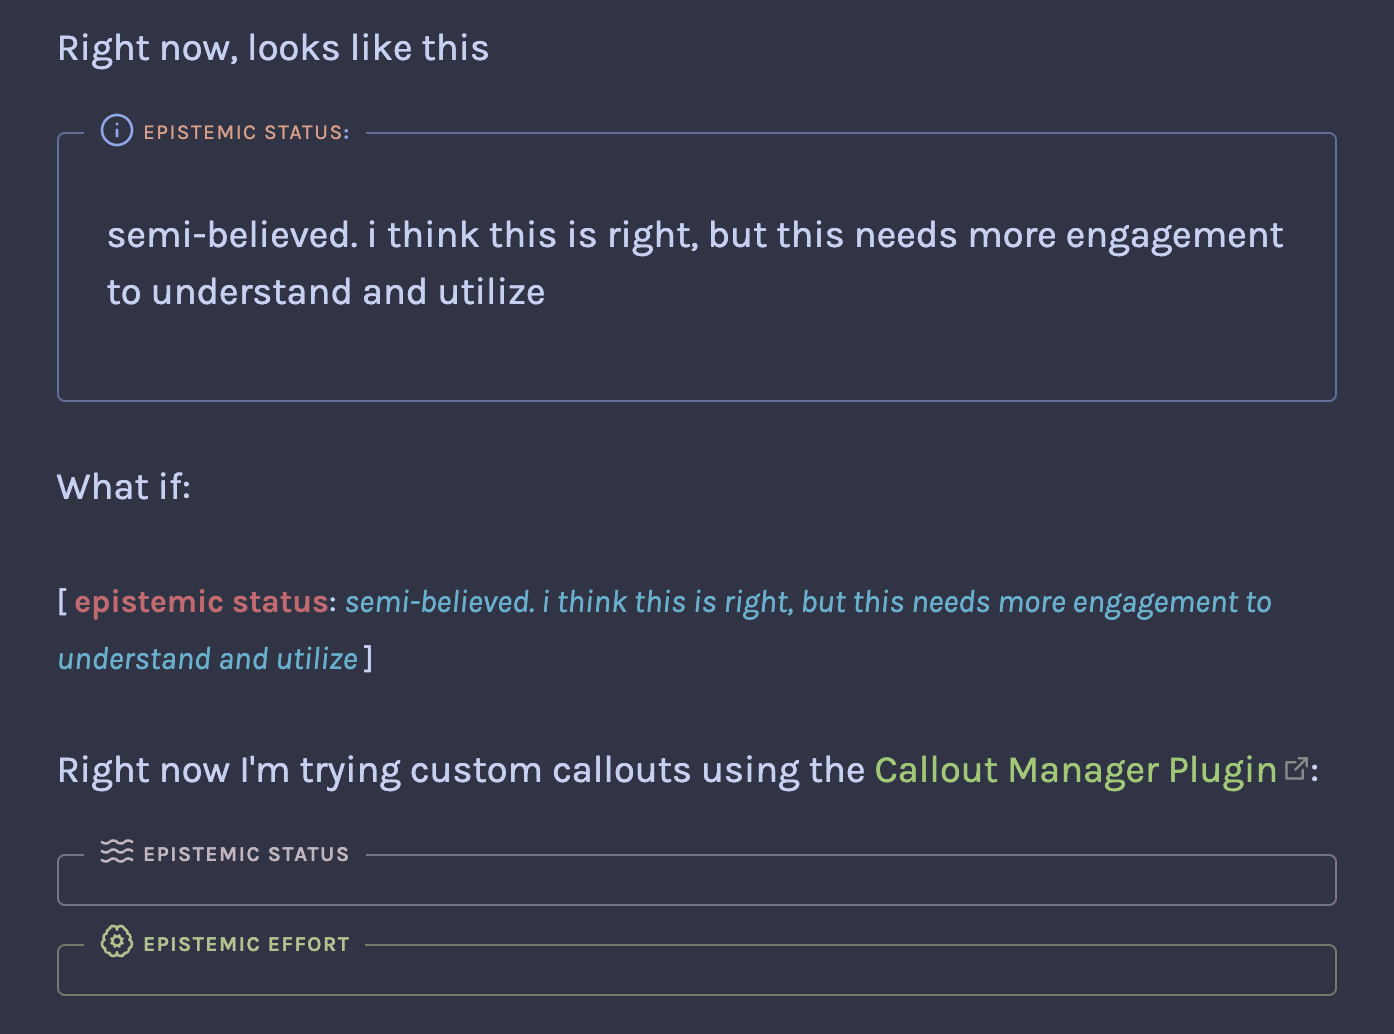 Right now, looks like this
EPISTEMIC STATUS:
semi-believed. i think this is right, but this needs more engagement
to understand and utilize
What if:
[ epistemic status: semi-believed. i think this is right, but this needs more engagement to
understand and utilize ]
Right now I'm trying custom callouts using the Callout Manager Plugin:
EPISTEMIC STATUS
EPISTEMIC EFFORT